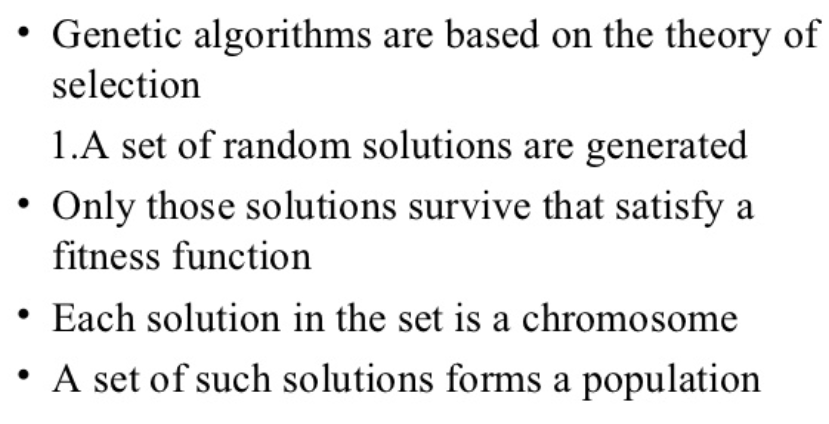 • Genetic algorithms are based on the theory of
selection
1.A set of random solutions are generated
• Only those solutions survive that satisfy a
fitness function
• Each solution in the set is a chromosome
• A set of such solutions forms a population